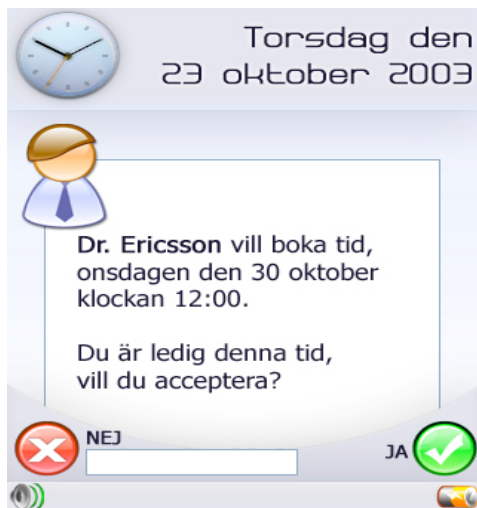 Torsdag den
23 oktober 2003
Dr. Ericsson vill boka tid,
onsdagen den 30 oktober
klockan 12:00.
Du är ledig denna tid,
vill du acceptera?
NEJ
JA